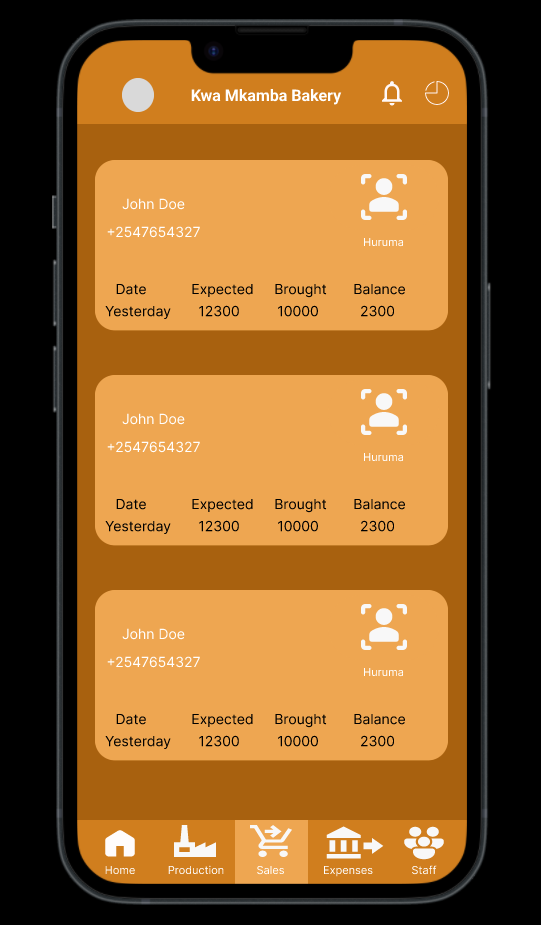 Kwa Mkamba Bakery
John Doe
+2547654327
Huruma
Date Expected Brought Balance
Yesterday 12300 10000 2300
John Doe
+2547654327
Huruma
Date Expected Brought Balance
Yesterday 12300 10000 2300
John Doe
+2547654327
Huruma
Date Expected Brought Balance
Yesterday 12300 10000 2300
Home Production Sales Expenses Staff